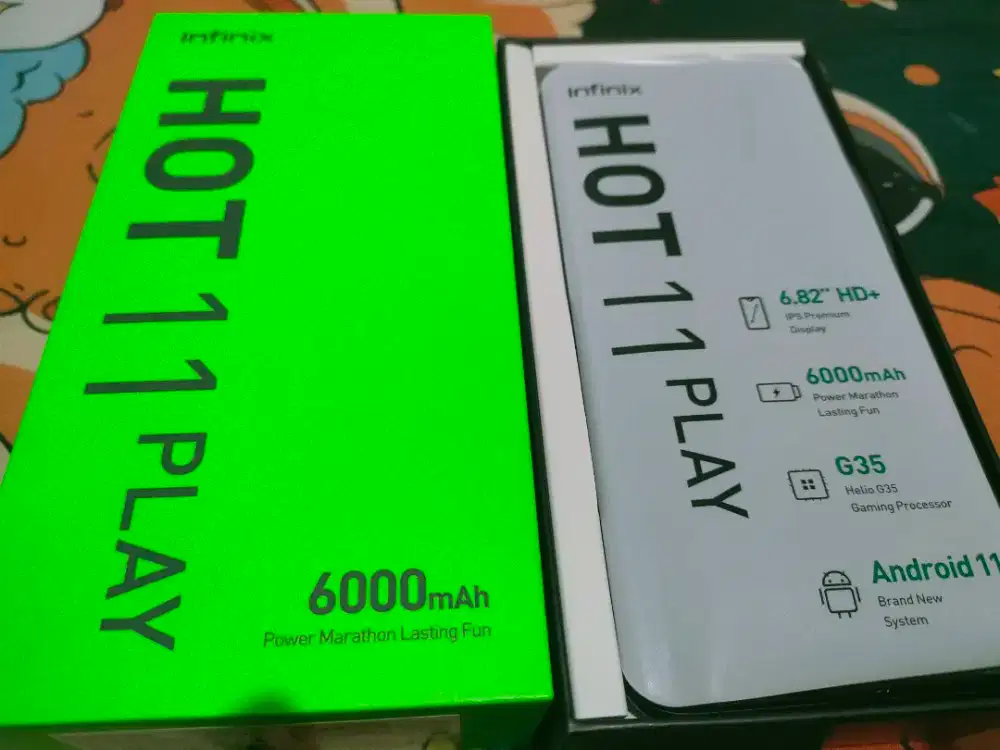 Infinix
HOT 11 PLAY
6000mAh
Power Marathon Lasting Fun
Infinix
HOT 11 PLAY
6.82" HD+
IPS Premium
Display
6000mAh
Power Marathon
Lasting Fun
G35
Helio G35
Gaming Processor
Android 11
Brand New
System